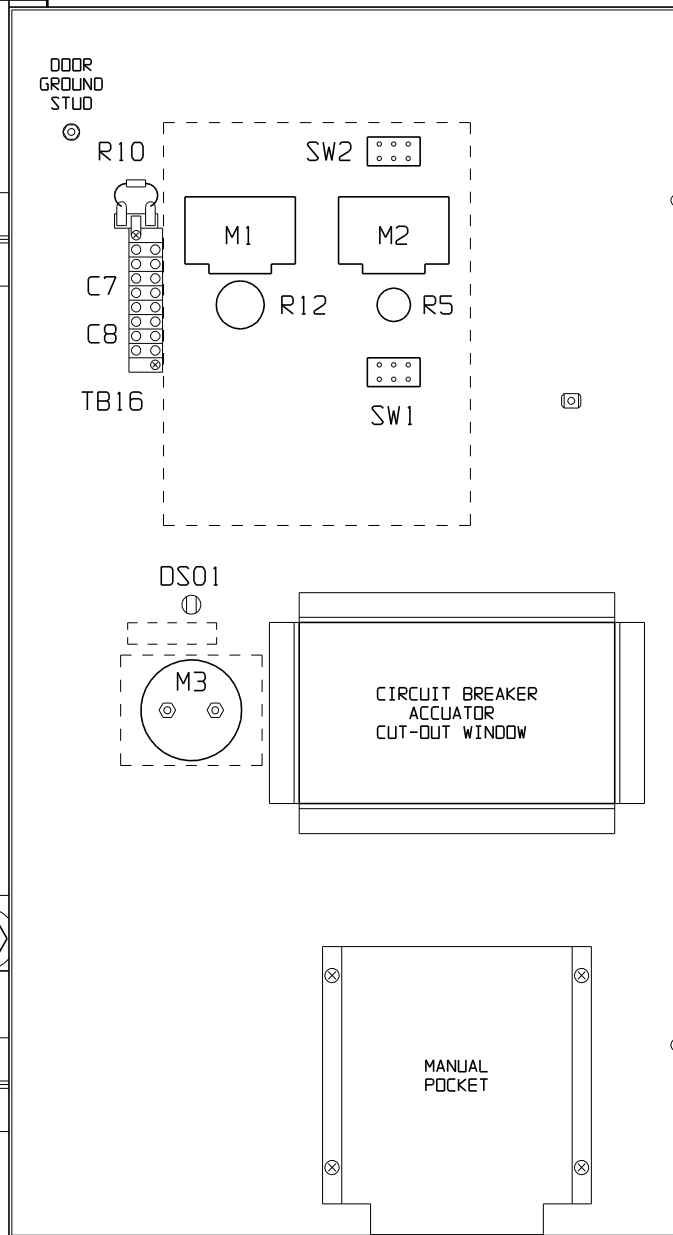 DOOR
GROUND
STUD
R10
SW2
M1
M2
C7
R12
R5
C8
TB16
SW1
DS01
M3
CIRCUIT BREAKER
ACCUATOR
CUT-OUT WINDOW
MANUAL
POCKET